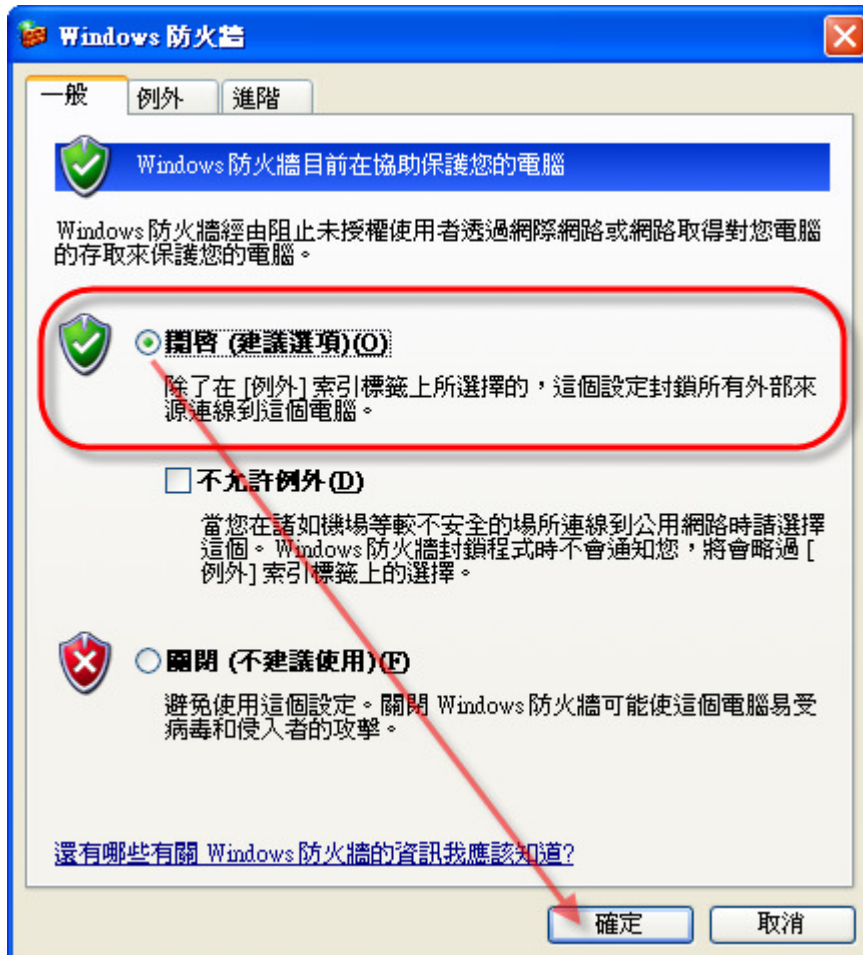 Windows 防火牆
一般 例外 進階
Windows 防火牆目前在協助保護您的電腦
Windows 防火牆經由阻止未授權使用者透過網際網路或網路取得對您電腦
的存取來保護您的電腦。
開啓 (建議選項)(O)
除了在 [例外] 索引標籤上所選擇的，這個設定封鎖所有外部來
源連線到這個電腦。
不允許例外(D)
當您在諸如機場等較不安全的場所連線到公用網路時請選擇
這個。Windows 防火牆封鎖程式時不會通知您，將會略過 [
例外] 索引標籤上的選擇。
關閉 (不建議使用)(F)
避免使用這個設定。關閉 Windows 防火牆可能使這個電腦易受
病毒和侵入者的攻擊。
還有哪些有關 Windows 防火牆的資訊我應該知道?
確定 取消